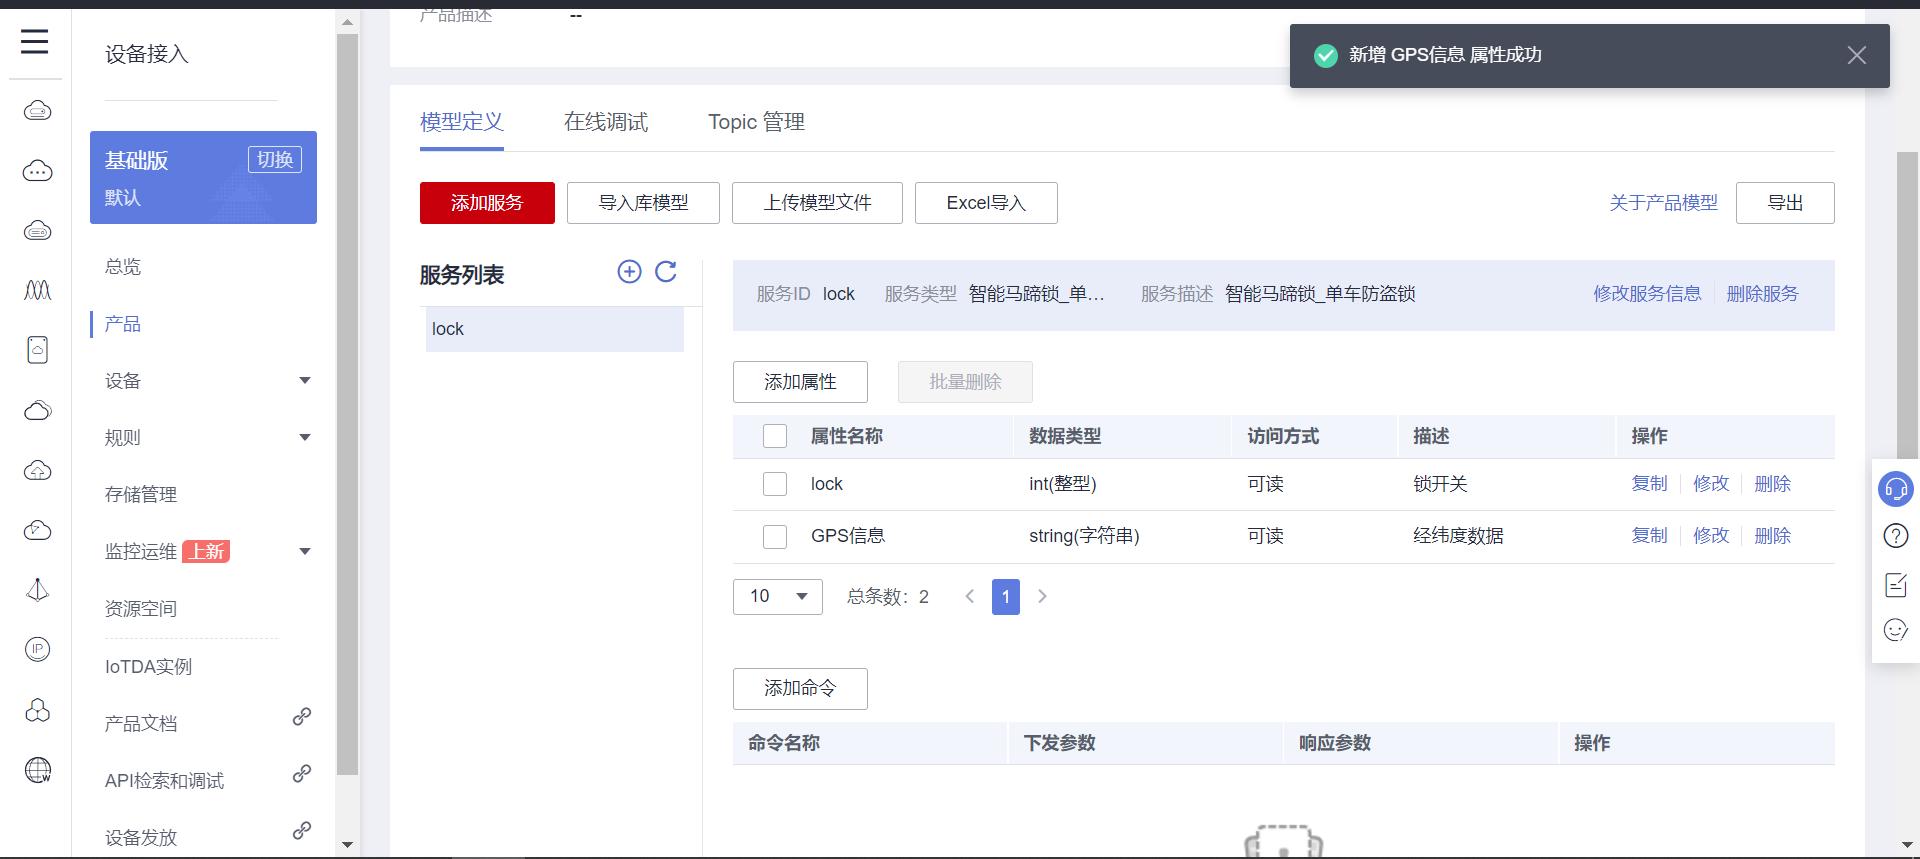 产品描述 --
新增 GPS信息 属性成功
设备接入
基础版 切换
默认
总览
产品
设备
规则
存储管理
监控运维 上新
资源空间
IoTDA实例
产品文档
API检索和调试
设备发放
IP
W
模型定义 在线调试 Topic 管理
添加服务 导入库模型 上传模型文件 Excel导入 关于产品模型 导出
服务列表
lock
服务ID lock 服务类型 智能马蹄锁_单... 服务描述 智能马蹄锁_单车防盗锁 修改服务信息 删除服务
添加属性 批量删除
属性名称 数据类型 访问方式 描述 操作
lock int(整型) 可读 锁开关 复制 修改 删除
GPS信息 string(字符串) 可读 经纬度数据 复制 修改 删除
10 总条数：2 1
添加命令
命令名称 下发参数 响应参数 操作